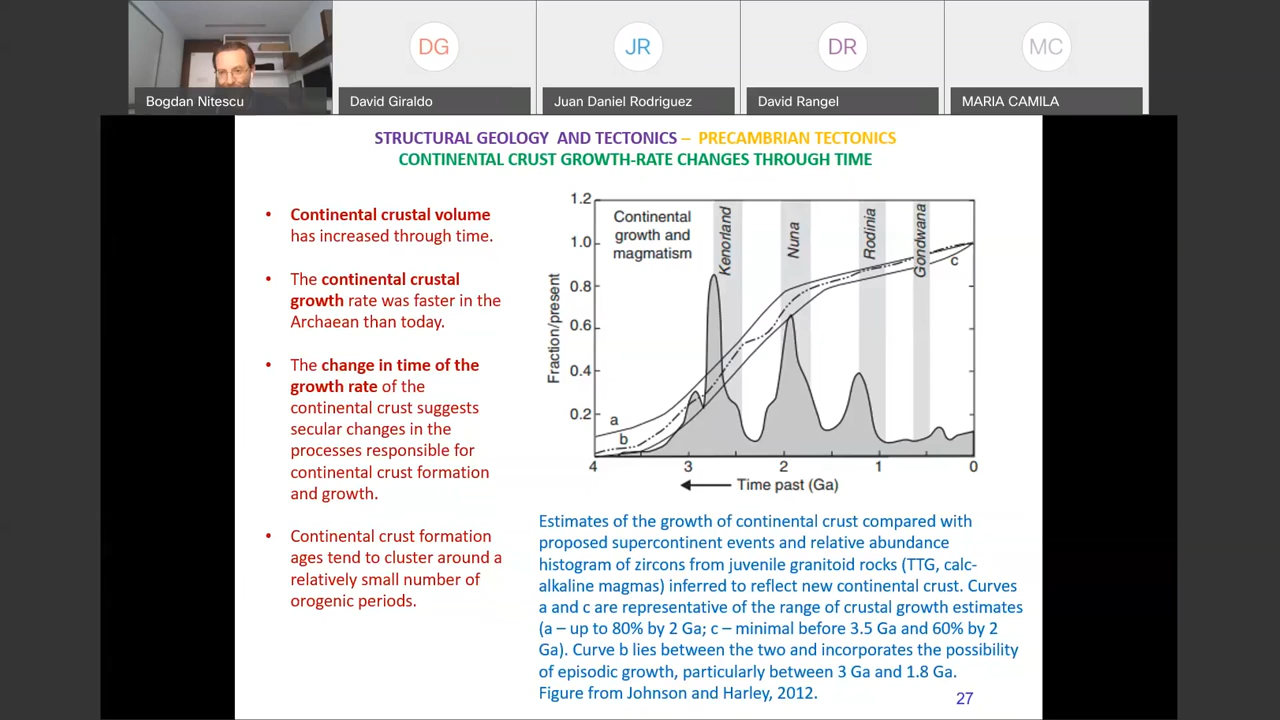 DG
JR
DR
MC
Bogdan Nitescu
David Giraldo
Juan Daniel Rodriguez
David Rangel
MARIA CAMILA
STRUCTURAL GEOLOGY AND TECTONICS – PRECAMBRIAN TECTONICS
CONTINENTAL CRUST GROWTH-RATE CHANGES THROUGH TIME
• Continental crustal volume
has increased through time.
• The continental crustal
growth rate was faster in the
Archaean than today.
• The change in time of the
growth rate of the
continental crust suggests
secular changes in the
processes responsible for
continental crust formation
and growth.
• Continental crust formation
ages tend to cluster around a
relatively small number of
orogenic periods.
1.2
1.0
0.8
0.6
0.4
0.2
Fraction/present
Continental
growth and
magmatism
Kenorland
Nuna
Rodinia
Gondwana
a
b
c
4
3
2
1
0
Time past (Ga)
Estimates of the growth of continental crust compared with
proposed supercontinent events and relative abundance
histogram of zircons from juvenile granitoid rocks (TTG, calc-
alkaline magmas) inferred to reflect new continental crust. Curves
a and c are representative of the range of crustal growth estimates
(a – up to 80% by 2 Ga; c – minimal before 3.5 Ga and 60% by 2
Ga). Curve b lies between the two and incorporates the possibility
of episodic growth, particularly between 3 Ga and 1.8 Ga.
Figure from Johnson and Harley, 2012.
27